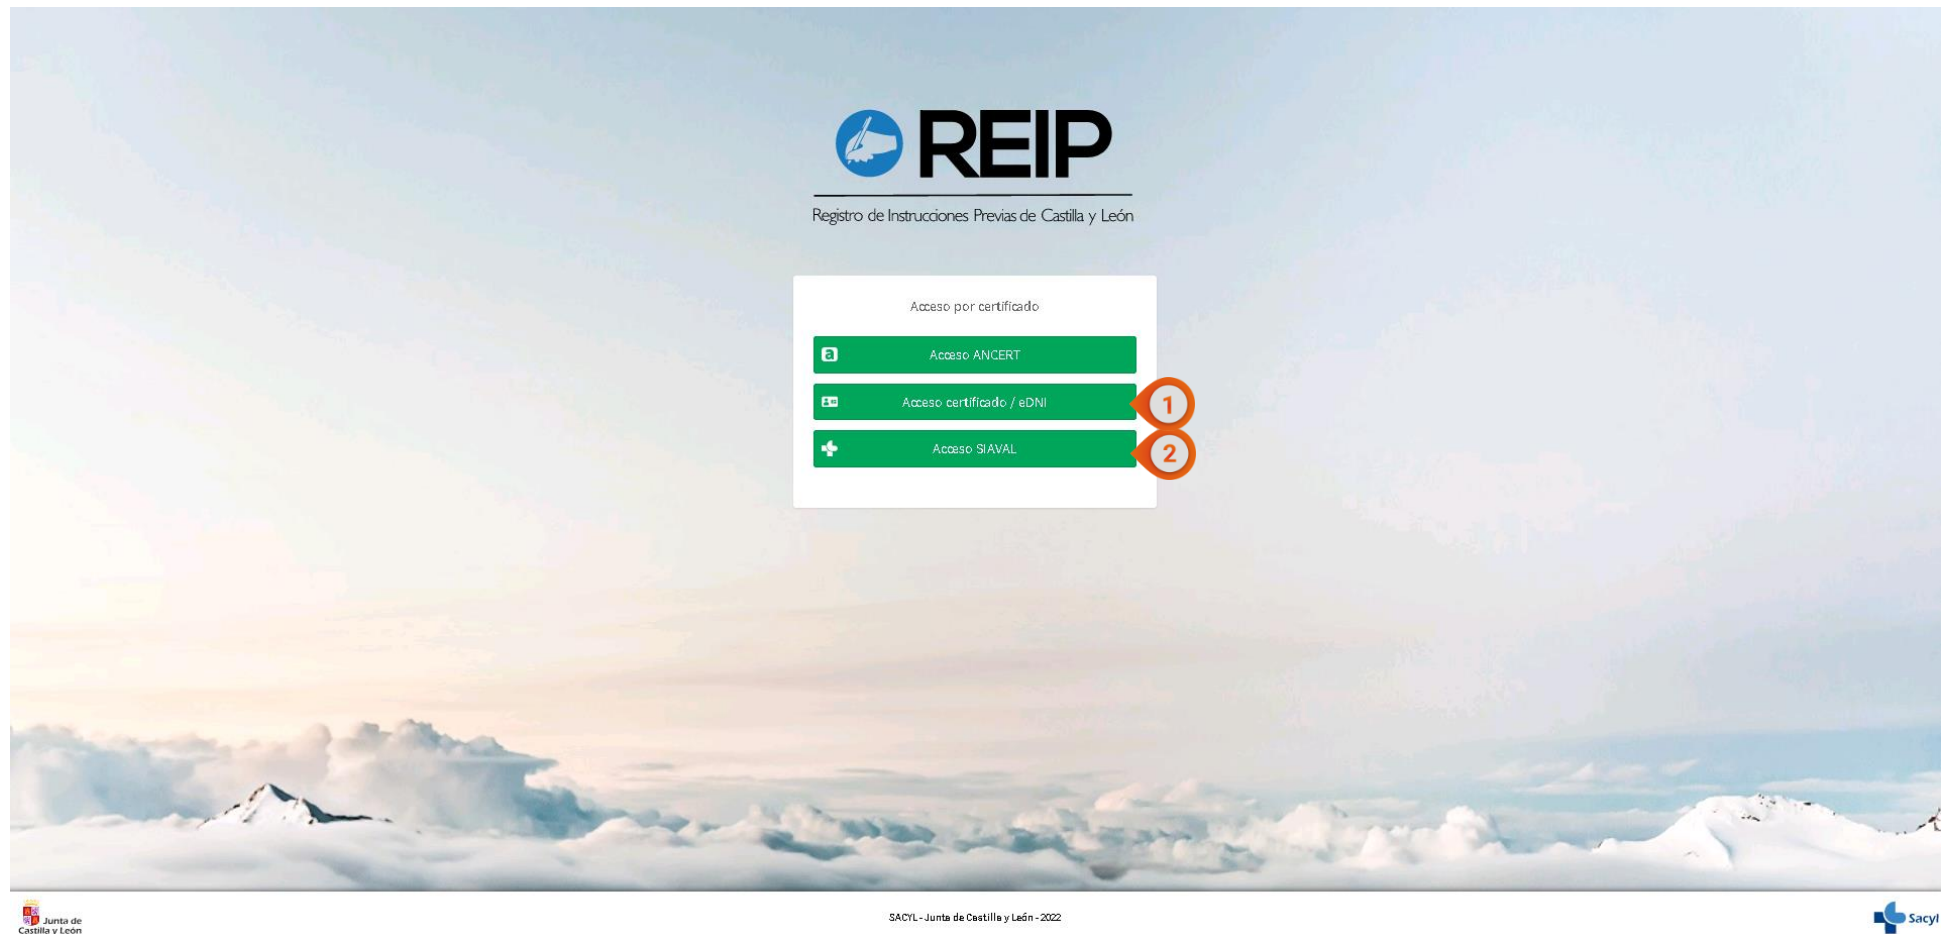 REIP
Registro de Instrucciones Previas de Castilla y León
Acceso por certificado
Acceso ANCERT
Acceso certificado / eDNI
1
Acceso SIAVAL
2
Junta de
Castilla y León
SACYL - Junta de Castilla y León - 2022
Sacyl